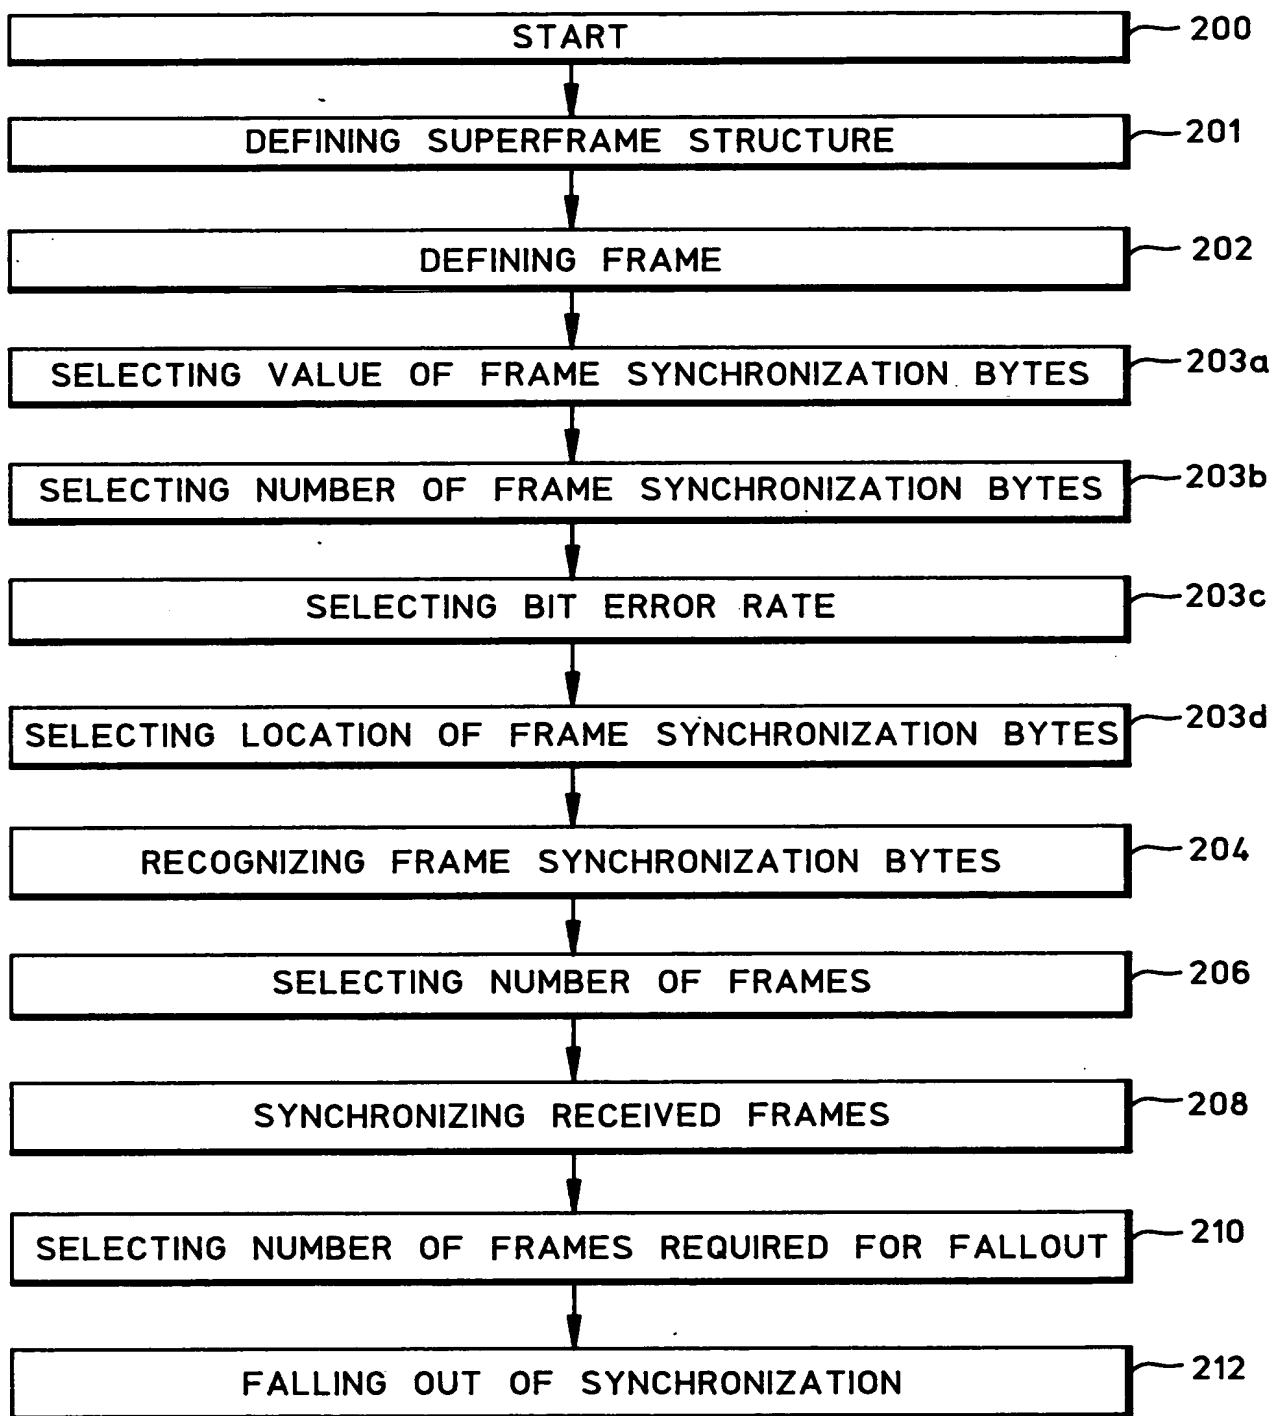 START 200
DEFINING SUPERFRAME STRUCTURE 201
DEFINING FRAME 202
SELECTING VALUE OF FRAME SYNCHRONIZATION BYTES 203a
SELECTING NUMBER OF FRAME SYNCHRONIZATION BYTES 203b
SELECTING BIT ERROR RATE 203c
SELECTING LOCATION OF FRAME SYNCHRONIZATION BYTES 203d
RECOGNIZING FRAME SYNCHRONIZATION BYTES 204
SELECTING NUMBER OF FRAMES 206
SYNCHRONIZING RECEIVED FRAMES 208
SELECTING NUMBER OF FRAMES REQUIRED FOR FALLOUT 210
FALLING OUT OF SYNCHRONIZATION 212